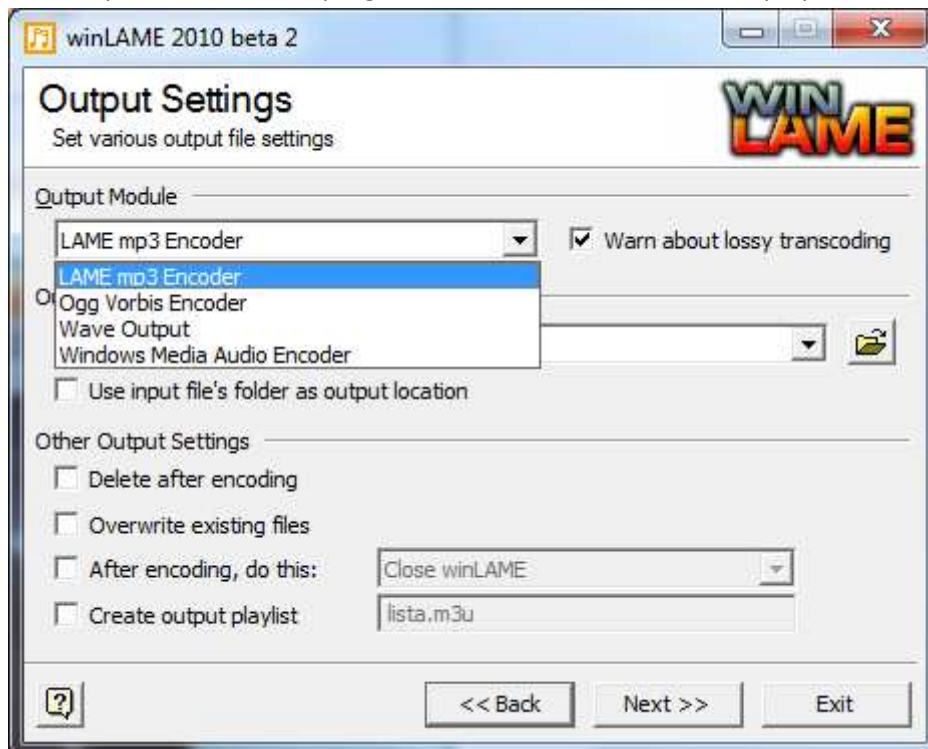 winLAME 2010 beta 2
Output Settings
Set various output file settings
WIN
LAME
Output Module
LAME mp3 Encoder
Warn about lossy transcoding
LAME mp3 Encoder
Ogg Vorbis Encoder
Wave Output
Windows Media Audio Encoder
Use input file's folder as output location
Other Output Settings
Delete after encoding
Overwrite existing files
After encoding, do this:
Close winLAME
Create output playlist
lista.m3u
<< Back
Next >>
Exit